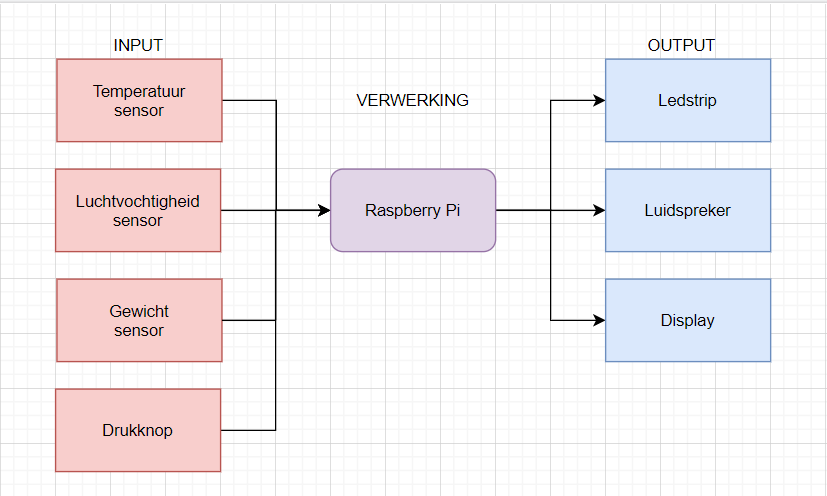 INPUT
Temperatuur
sensor
Luchtvochtigheid
sensor
Gewicht
sensor
Drukknop
VERWERKING
Raspberry Pi
OUTPUT
Ledstrip
Luidspreker
Display